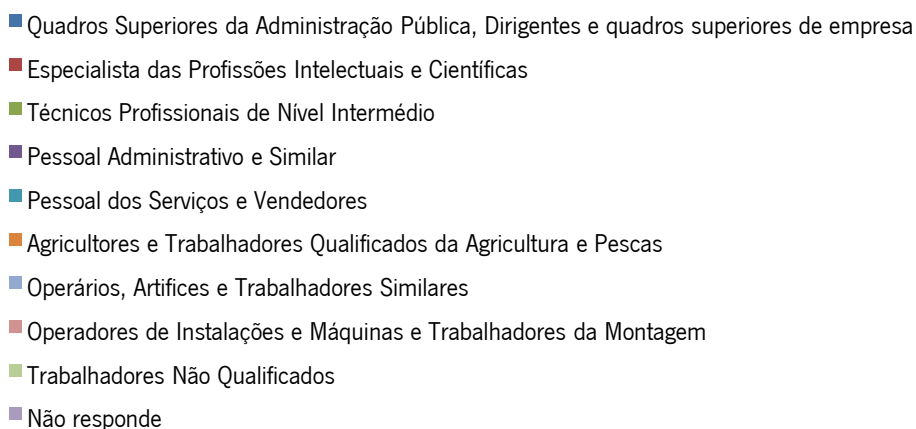 Quadros Superiores da Administração Pública, Dirigentes e quadros superiores de empresa
Especialista das Profissões Intelectuais e Científicas
Técnicos Profissionais de Nível Intermédio
Pessoal Administrativo e Similar
Pessoal dos Serviços e Vendedores
Agricultores e Trabalhadores Qualificados da Agricultura e Pescas
Operários, Artifices e Trabalhadores Similares
Operadores de Instalações e Máquinas e Trabalhadores da Montagem
Trabalhadores Não Qualificados
Não responde